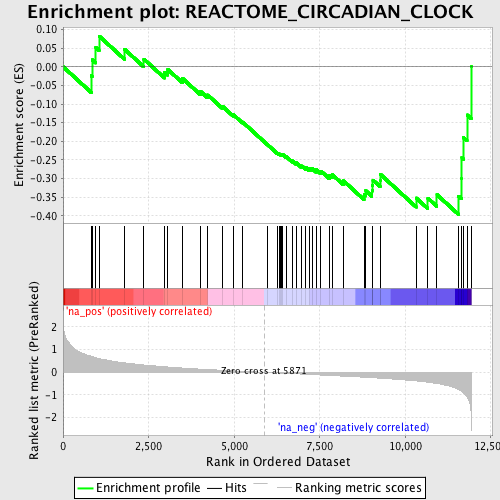 Enrichment plot: REACTOME_CIRCADIAN_CLOCK
Enrichment score (ES)
0.10
0.05
0.00
-0.05
-0.10
-0.15
-0.20
-0.25
-0.30
-0.35
-0.40
'na_pos' (positively correlated)
Ranked list metric (PreRanked)
2
1
0
-1
-2
Zero cross at 5871
'na_neg' (negatively correlated)
0
2,500
5,000
7,500
10,000
12,500
Rank in Ordered Dataset
Enrichment profile
Hits
Ranking metric scores